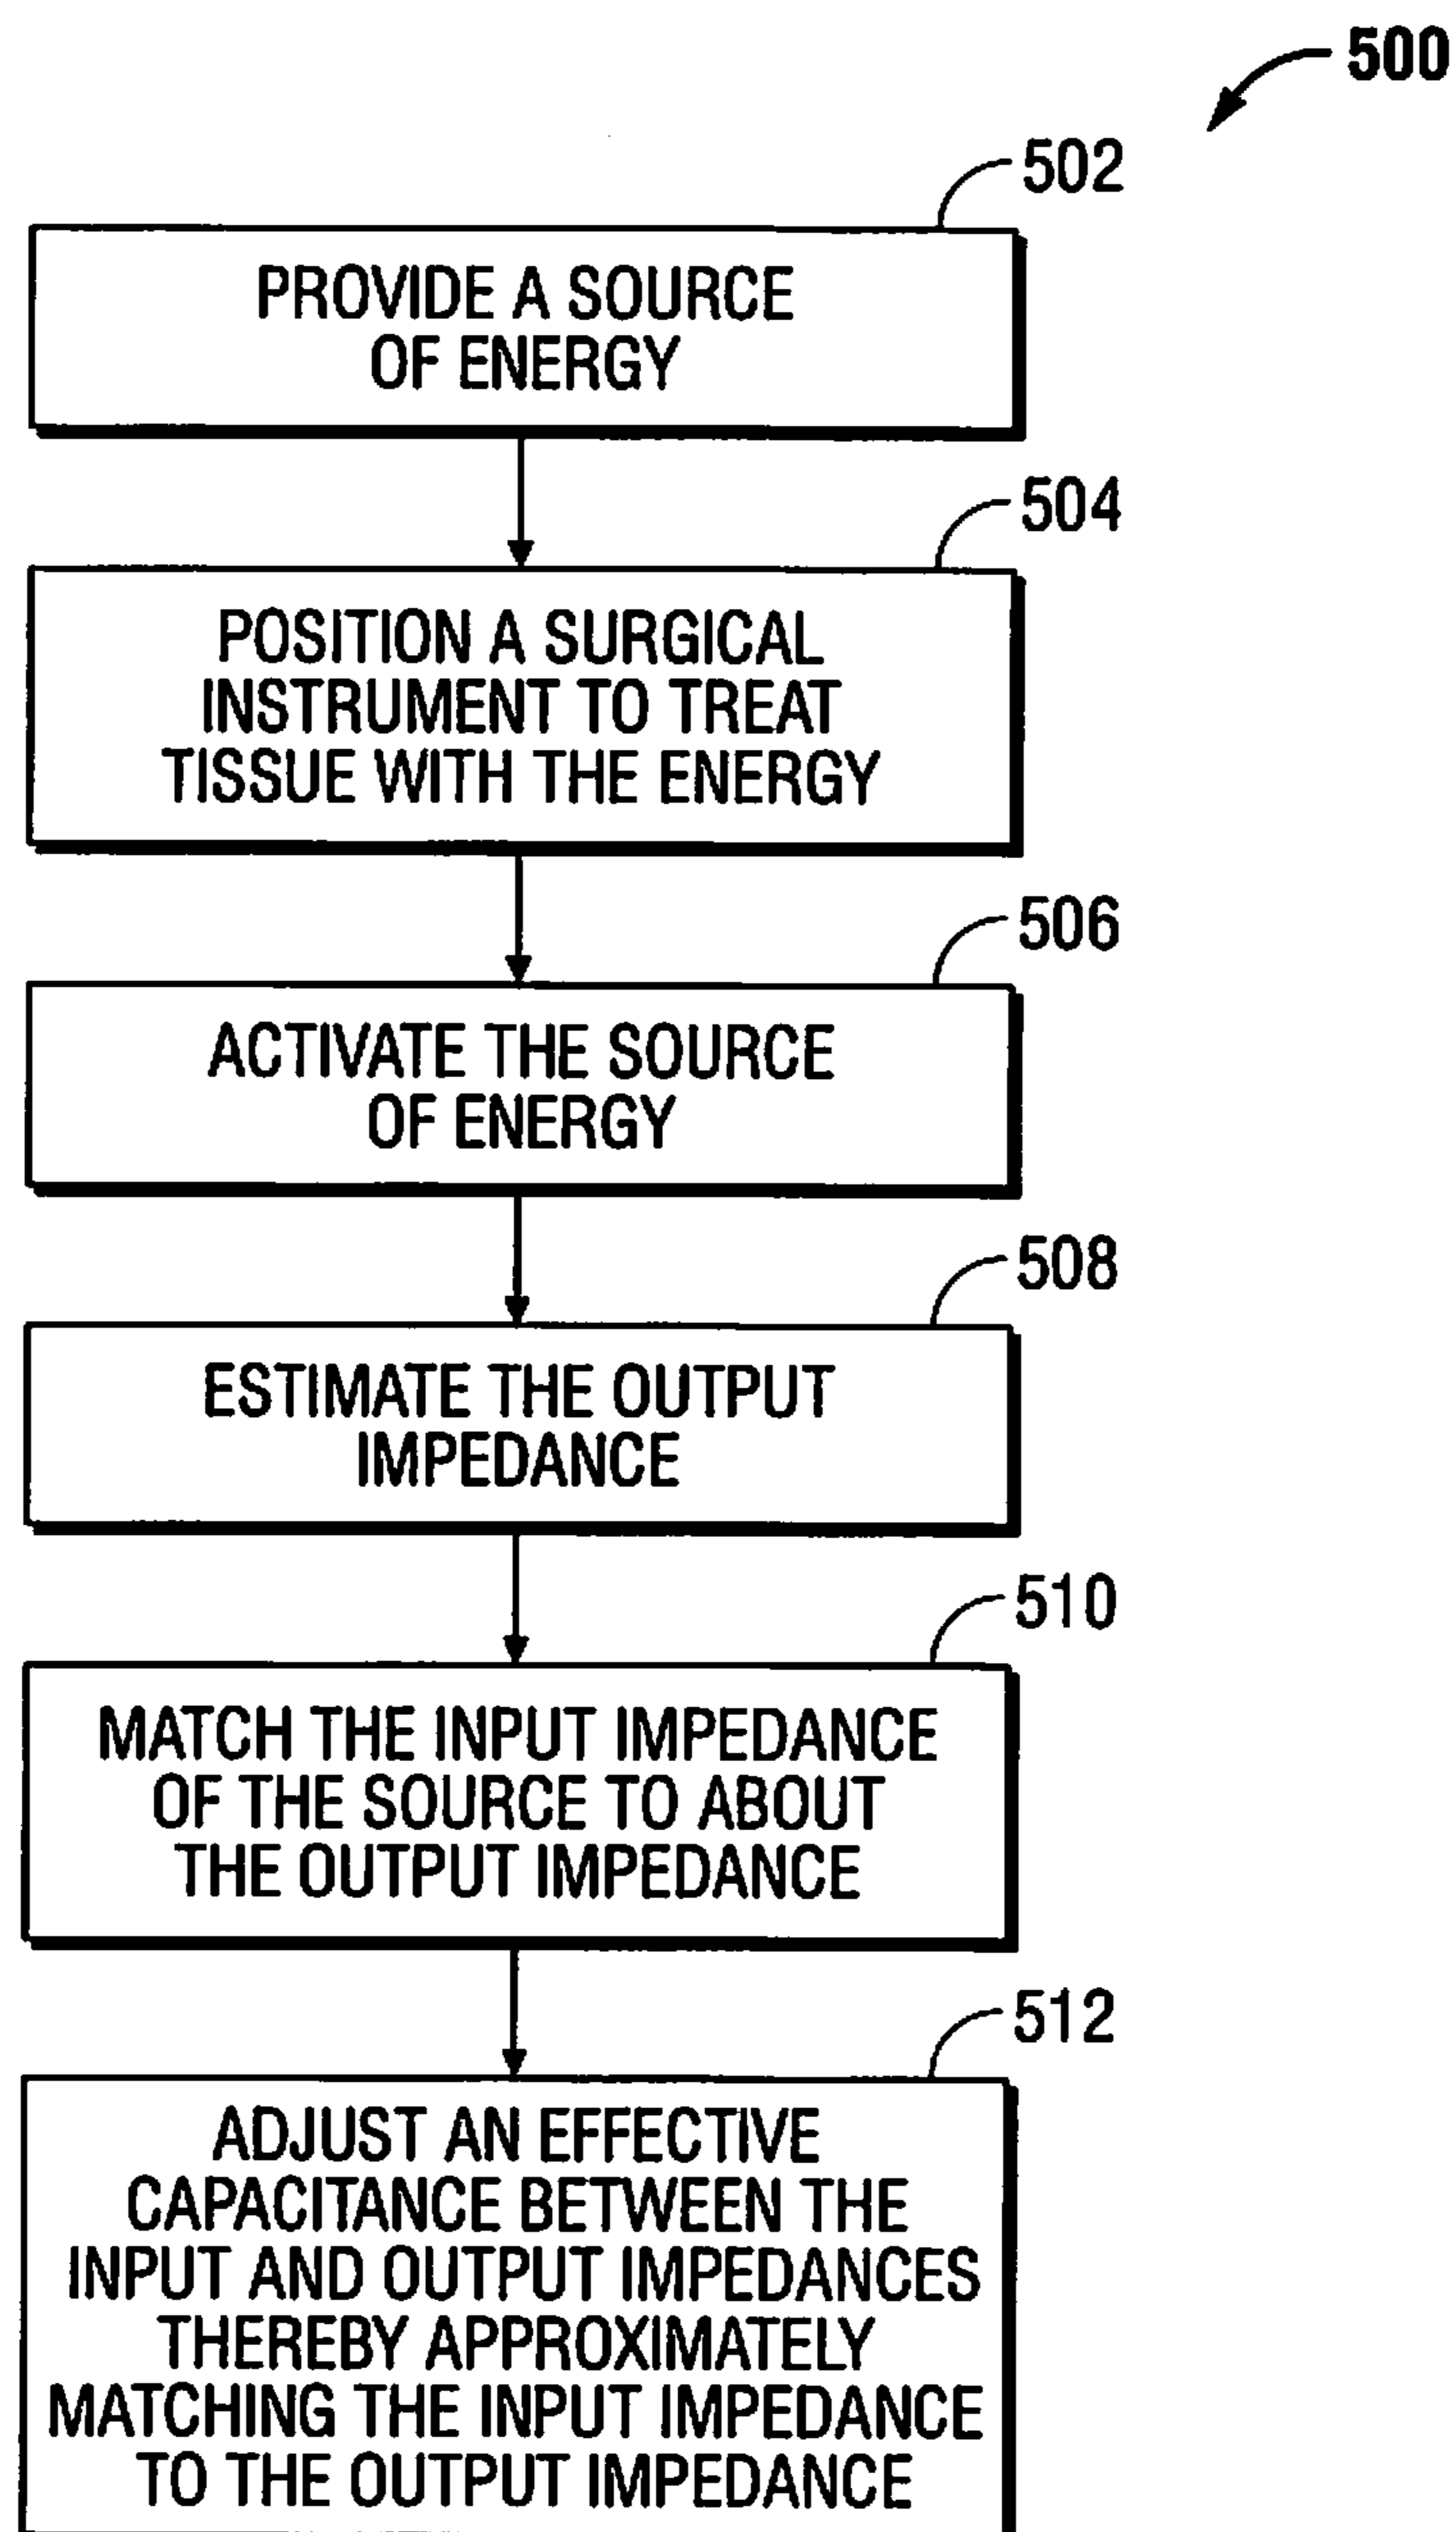 500
502
PROVIDE A SOURCE
OF ENERGY
504
POSITION A SURGICAL
INSTRUMENT TO TREAT
TISSUE WITH THE ENERGY
506
ACTIVATE THE SOURCE
OF ENERGY
508
ESTIMATE THE OUTPUT
IMPEDANCE
510
MATCH THE INPUT IMPEDANCE
OF THE SOURCE TO ABOUT
THE OUTPUT IMPEDANCE
512
ADJUST AN EFFECTIVE
CAPACITANCE BETWEEN THE
INPUT AND OUTPUT IMPEDANCES
THEREBY APPROXIMATELY
MATCHING THE INPUT IMPEDANCE
TO THE OUTPUT IMPEDANCE